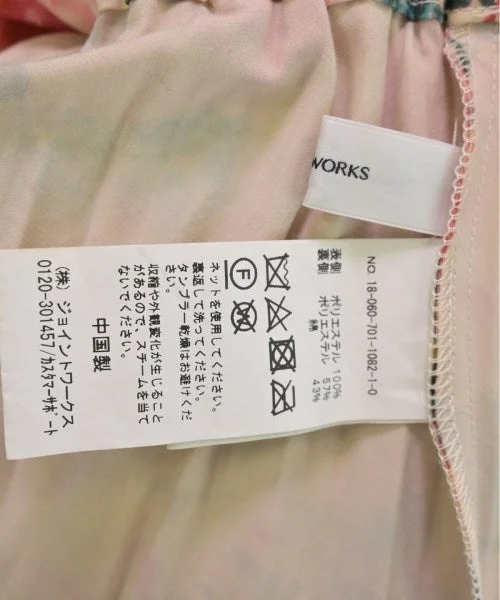 WORKS
NO. 18-060-701-1082-1-0
表側 ポリエステル 100%
裏側 ポリエステル 57%
綿 43%
F
ネットを使用してください。
裏返して洗ってください。
タンブラー乾燥はお避けくだ
さい。
収縮や外観変化が生じること
があるので、スチームを当て
ないでください。
中国製
(株)ジョイントワークス
0120-301457/カスタマーサポート